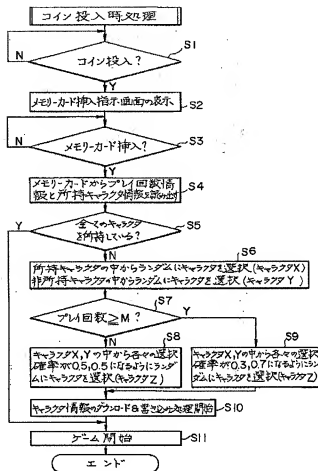 コイン投入時処理
S1
コイン投入?
N
Y
S2
メモリーカード挿入指示画面の表示
S3
メモリーカード挿入?
N
Y
S4
メモリーカードからプレイ回数情
報と所持キャラクタ情報を読み出す
S5
全てのキャラクタ
を所持している?
Y
N
S6
所持キャラクタの中からランダムにキャラクタを選択(キャラクタX)
非所持キャラクタの中からランダムにキャラクタを選択(キャラクタY)
S7
プレイ回数≧M?
Y
N
S8
キャラクタX,Yの中から各々の選択
確率が0.5,0.5になるようにラン
ダムにキャラクタを選択(キャラクタZ)
S9
キャラクタX,Yの中から各々の選択
確率が0.3,0.7になるようにラン
ダムにキャラクタを選択(キャラクタZ)
キャラクタ情報のダウンロード&書き込み処理開始
S10
S11
ゲーム開始
エンド